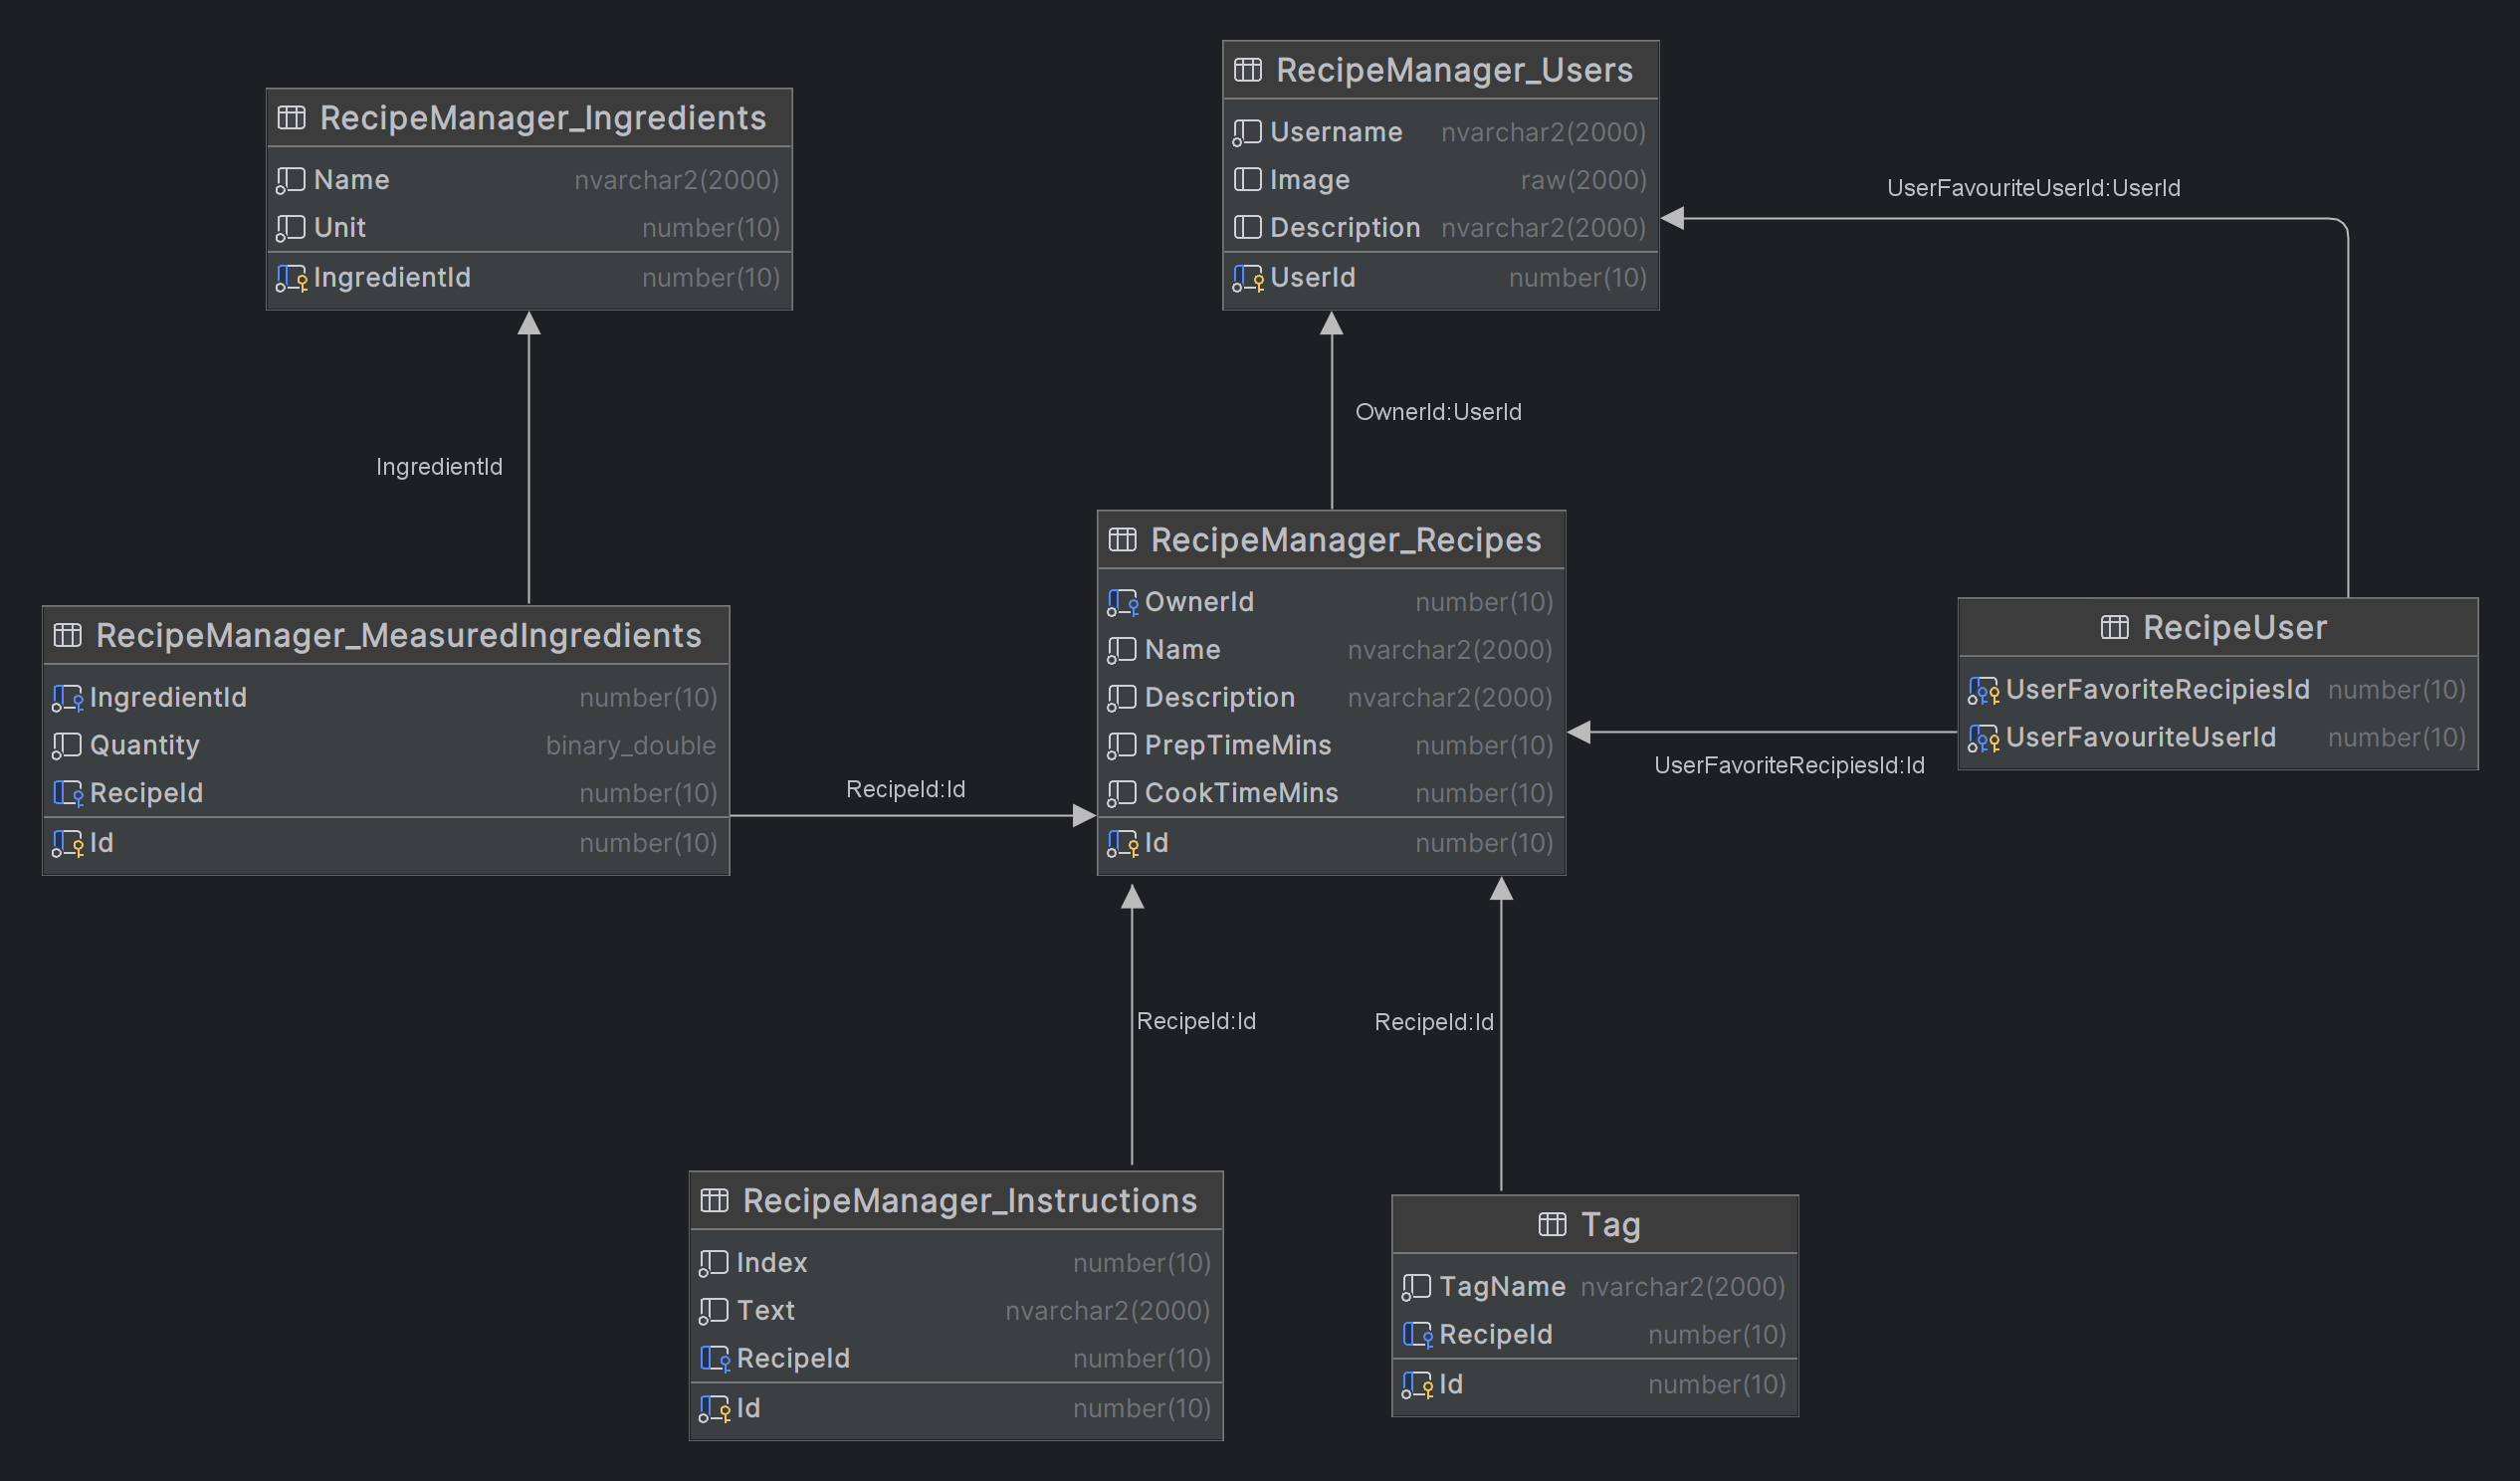 RecipeManager_Ingredients
Name nvarchar2(2000)
Unit number(10)
IngredientId number(10)
RecipeManager_Users
Username nvarchar2(2000)
Image raw(2000)
Description nvarchar2(2000)
UserId number(10)
UserFavouriteUserId:UserId
OwnerId:UserId
IngredientId
RecipeManager_MeasuredIngredients
IngredientId number(10)
Quantity binary_double
RecipeId number(10)
Id number(10)
RecipeId:Id
RecipeManager_Recipes
OwnerId number(10)
Name nvarchar2(2000)
Description nvarchar2(2000)
PrepTimeMins number(10)
CookTimeMins number(10)
Id number(10)
RecipeUser
UserFavoriteRecipiesId number(10)
UserFavouriteUserId number(10)
UserFavoriteRecipiesId:Id
RecipeId:Id
RecipeId:Id
RecipeManager_Instructions
Index number(10)
Text nvarchar2(2000)
RecipeId number(10)
Id number(10)
Tag
TagName nvarchar2(2000)
RecipeId number(10)
Id number(10)